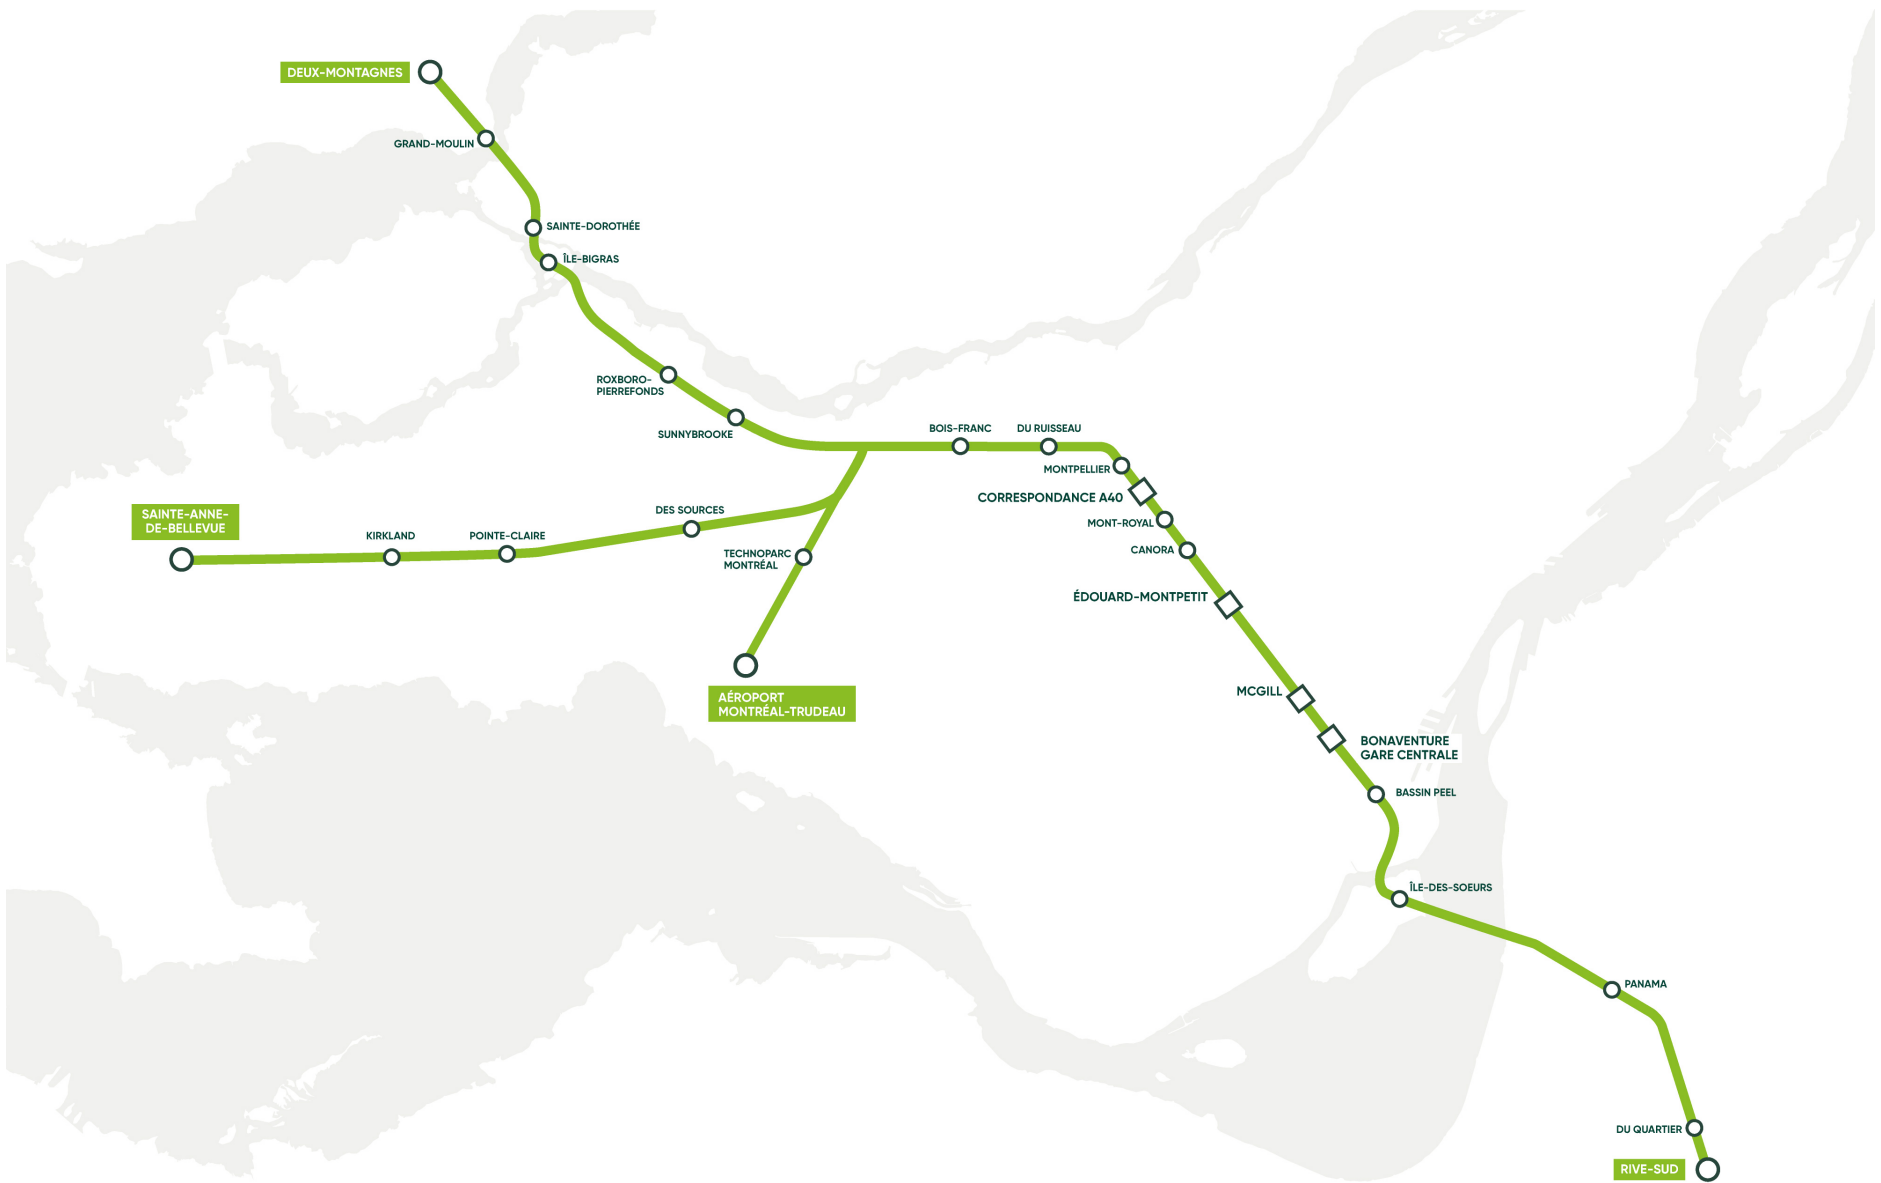 DEUX-MONTAGNES
GRAND-MOULIN
SAINTE-DOROTHÉE
ÎLE-BIGRAS
ROXBORO-
PIERREFONDS
SUNNYBROOKE
BOIS-FRANC
DU RUISSEAU
MONTPELLIER
CORRESPONDANCE A40
MONT-ROYAL
CANORA
SAINTE-ANNE-
DE-BELLEVUE
KIRKLAND
POINTE-CLAIRE
DES SOURCES
TECHNOPARC
MONTRÉAL
AÉROPORT
MONTRÉAL-TRUDEAU
ÉDOUARD-MONTPETIT
MCGILL
BONAVENTURE
GARE CENTRALE
BASSIN PEEL
ÎLE-DES-SOEURS
PANAMA
DU QUARTIER
RIVE-SUD